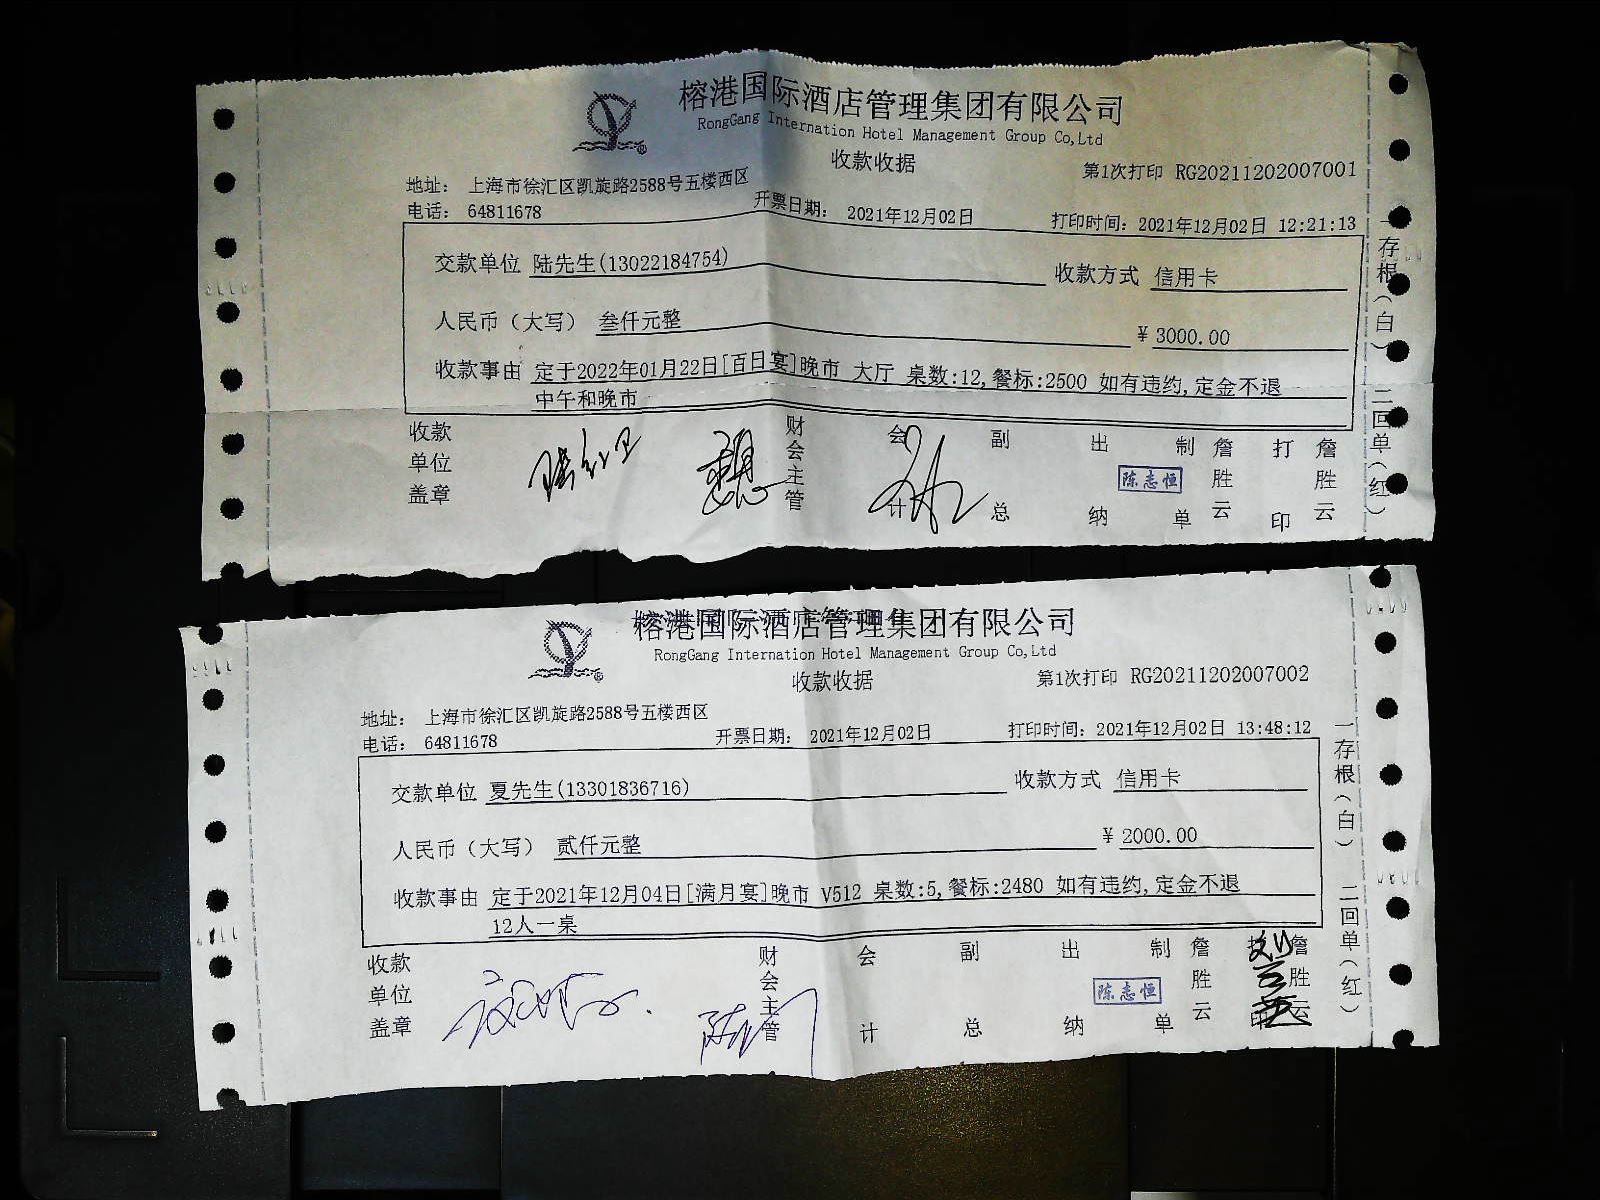 榕港国际酒店管理集团有限公司
RongGang Internation Hotel Management Group Co,Ltd
收款收据
第1次打印 RG20211202007001
地址： 上海市徐汇区凯旋路2588号五楼西区
电话： 64811678
开票日期： 2021年12月02日
打印时间：2021年12月02日 12:21:13
交款单位 陆先生(13022184754)
收款方式 信用卡
人民币（大写） 叁仟元整
¥ 3000.00
收款事由 定于2022年01月22日[百日宴]晚市 大厅 桌数:12,餐标:2500 如有违约,定金不退
中午和晚市
收款单位盖章
财会主管
会计
副总
出纳
陈志恒
制单
詹胜云
打印
詹胜云
一存根（白） 二回单（红）
榕港国际酒店管理集团有限公司
RongGang Internation Hotel Management Group Co,Ltd
收款收据
第1次打印 RG20211202007002
地址： 上海市徐汇区凯旋路2588号五楼西区
电话： 64811678
开票日期： 2021年12月02日
打印时间：2021年12月02日 13:48:12
交款单位 夏先生(13301836716)
收款方式 信用卡
人民币（大写） 贰仟元整
¥ 2000.00
收款事由 定于2021年12月04日[满月宴]晚市 V512 桌数:5,餐标:2480 如有违约,定金不退
12人一桌
收款单位盖章
财会主管
会计
副总
出纳
陈志恒
制单
詹胜云
打印
詹胜云
一存根（白） 二回单（红）